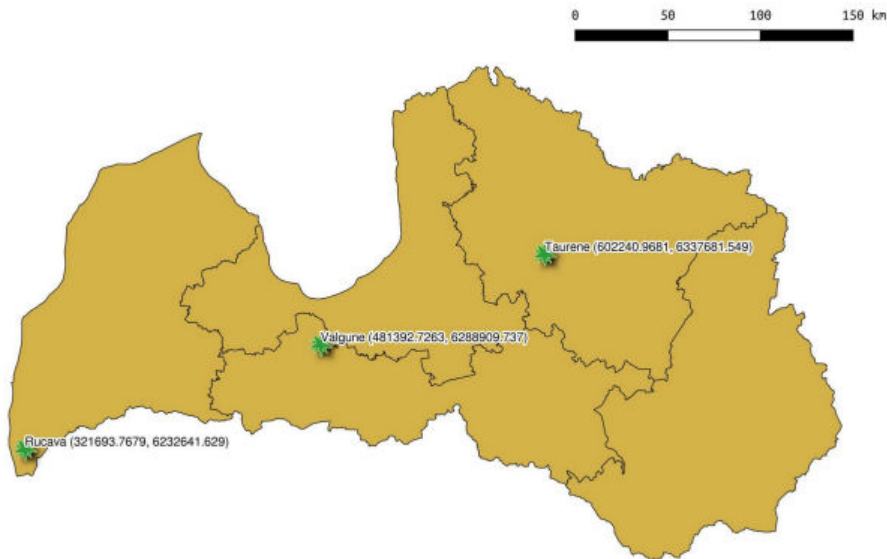 0 50 100 150 km
Taurene (602240.9681, 6337681.549)
Valgune (481392.7263, 6288909.737)
Rucava (321693.7679, 6232641.629)